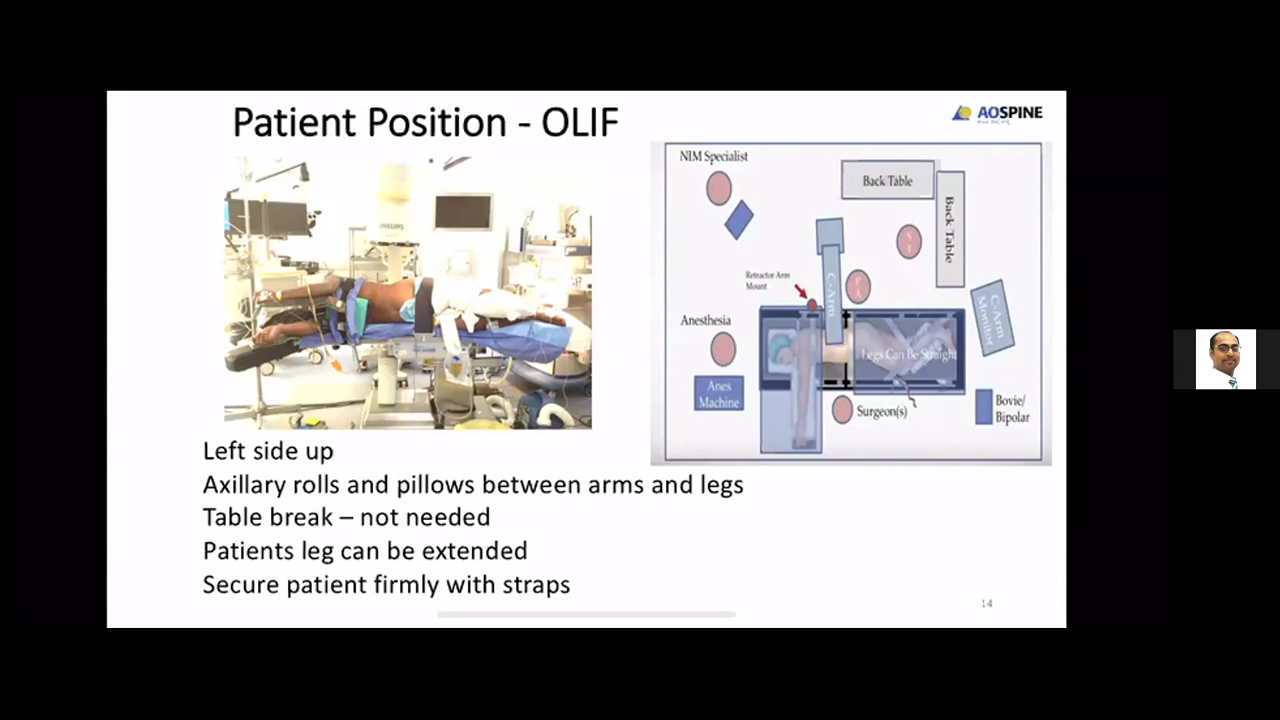 Patient Position - OLIF
AOSPINE
PHILIPS
NIM Specialist
Back Table
Back Table
Retractor Arm
Mount
C-Arm
C-Arm
Monitor
Anesthesia
Legs Can Be Straight
Anes
Machine
Surgeon(s)
Bovie/
Bipolar
Left side up
Axillary rolls and pillows between arms and legs
Table break – not needed
Patients leg can be extended
Secure patient firmly with straps
14